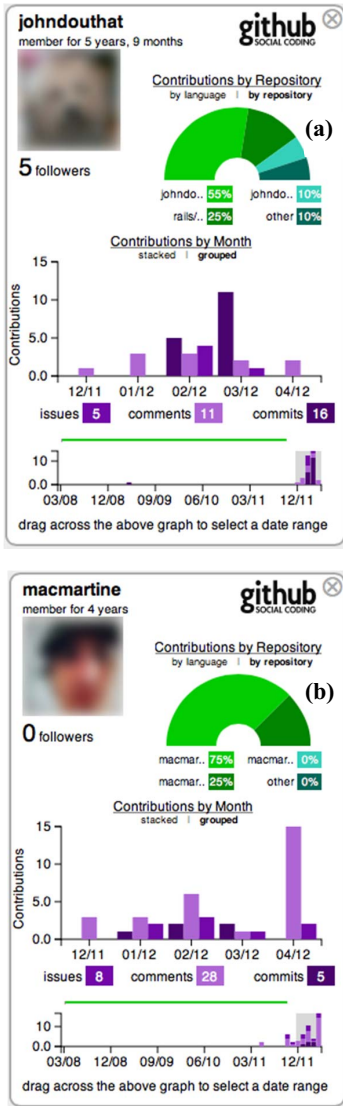 johndouthat
member for 5 years, 9 months
github
SOCIAL CODING
Contributions by Repository
by language | by repository
(a)
5 followers
johndo.. 55% johndo.. 10%
rails/.. 25% other 10%
Contributions by Month
stacked | grouped
Contributions
15
10
5.0
0.0
12/11 01/12 02/12 03/12 04/12
issues 5 comments 11 commits 16
10
0.0
03/08 12/08 09/09 06/10 03/11 12/11
drag across the above graph to select a date range
macmartine
member for 4 years
github
SOCIAL CODING
Contributions by Repository
by language | by repository
(b)
0 followers
macmar.. 75% macmar.. 0%
macmar.. 25% other 0%
Contributions by Month
stacked | grouped
Contributions
15
10
5.0
0.0
12/11 01/12 02/12 03/12 04/12
issues 8 comments 28 commits 5
10
0.0
03/08 12/08 09/09 06/10 03/11 12/11
drag across the above graph to select a date range